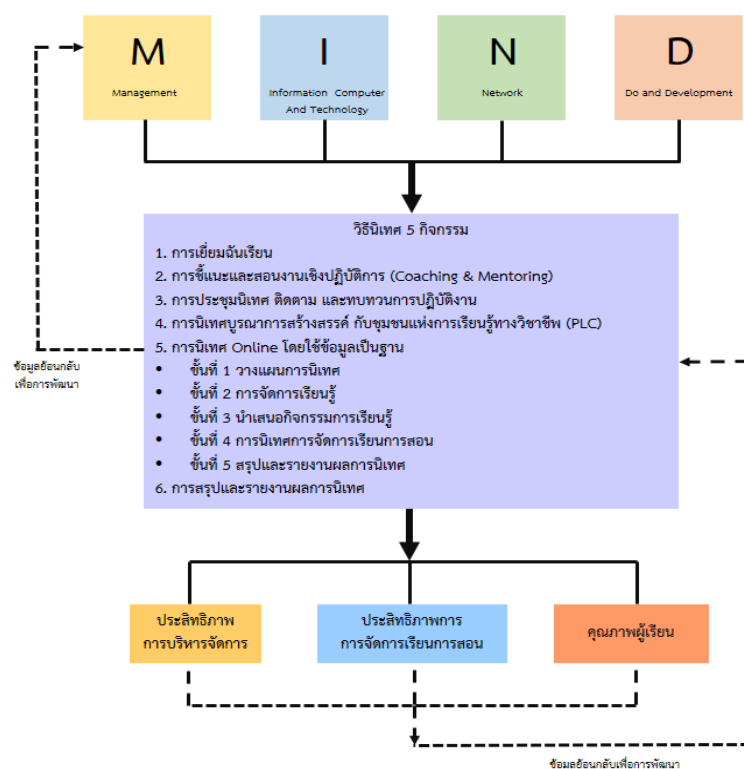 M
Management
I
Information Computer
And Technology
N
Network
D
Do and Development
วิธีนิเทศ 5 กิจกรรม
1. การเยี่ยมฉันเรียน
2. การชี้แนะและสอนงานเชิงปฏิบัติการ (Coaching & Mentoring)
3. การประชุมนิเทศ ติดตาม และทบทวนการปฏิบัติงาน
4. การนิเทศบูรณาการสร้างสรรค์ กับชุมชนแห่งการเรียนรู้ทางวิชาชีพ (PLC)
5. การนิเทศ Online โดยใช้ข้อมูลเป็นฐาน
• ขั้นที่ 1 วางแผนการนิเทศ
• ขั้นที่ 2 การจัดการเรียนรู้
• ขั้นที่ 3 นำเสนอกิจกรรมการเรียนรู้
• ขั้นที่ 4 การนิเทศการจัดการเรียนการสอน
• ขั้นที่ 5 สรุปและรายงานผลการนิเทศ
6. การสรุปและรายงานผลการนิเทศ
ข้อมูลย้อนกลับ
เพื่อการพัฒนา
ประสิทธิภาพ
การบริหารจัดการ
ประสิทธิภาพการ
การจัดการเรียนการสอน
คุณภาพผู้เรียน
ข้อมูลย้อนกลับเพื่อการพัฒนา